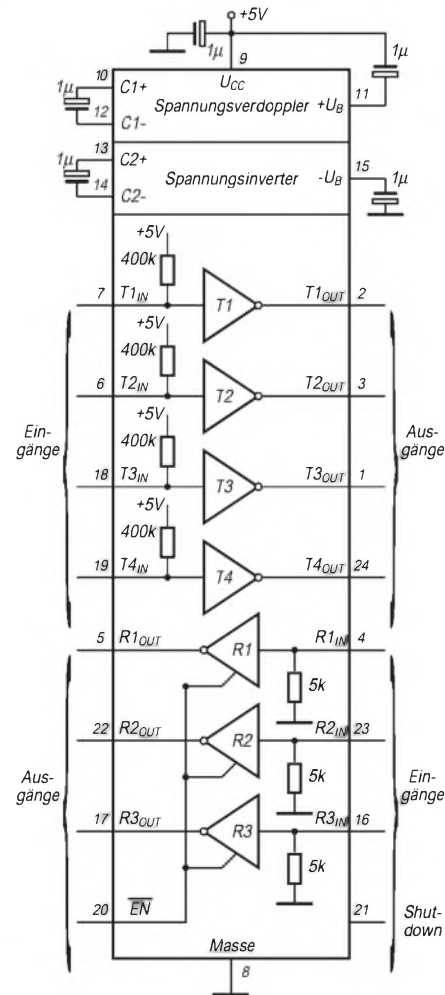 +5V
1µ
9
10
C1+
U_CC
1µ
1µ
Spannungsverdoppler
+U_B
11
12
C1-
13
C2+
1µ
Spannungsinverter
-U_B
15
1µ
14
C2-
+5V
400k
7
T1_IN
T1
T1_OUT
2
+5V
400k
6
T2_IN
T2
T2_OUT
3
Ein-
gänge
+5V
400k
Aus-
gänge
18
T3_IN
T3
T3_OUT
1
+5V
400k
19
T4_IN
T4
T4_OUT
24
5
R1_OUT
R1
R1_IN
4
5k
22
R2_OUT
R2
R2_IN
23
5k
Aus-
gänge
Ein-
gänge
17
R3_OUT
R3
R3_IN
16
5k
20
E̅N̅
21
Shut-
down
Masse
8